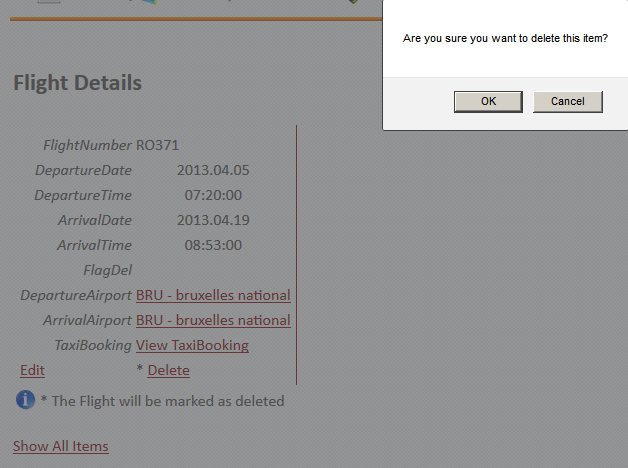 Are you sure you want to delete this item?
OK Cancel
Flight Details
FlightNumber RO371
DepartureDate 2013.04.05
DepartureTime 07:20:00
ArrivalDate 2013.04.19
ArrivalTime 08:53:00
FlagDel
DepartureAirport BRU - bruxelles national
ArrivalAirport BRU - bruxelles national
TaxiBooking View TaxiBooking
Edit * Delete
i * The Flight will be marked as deleted
Show All Items